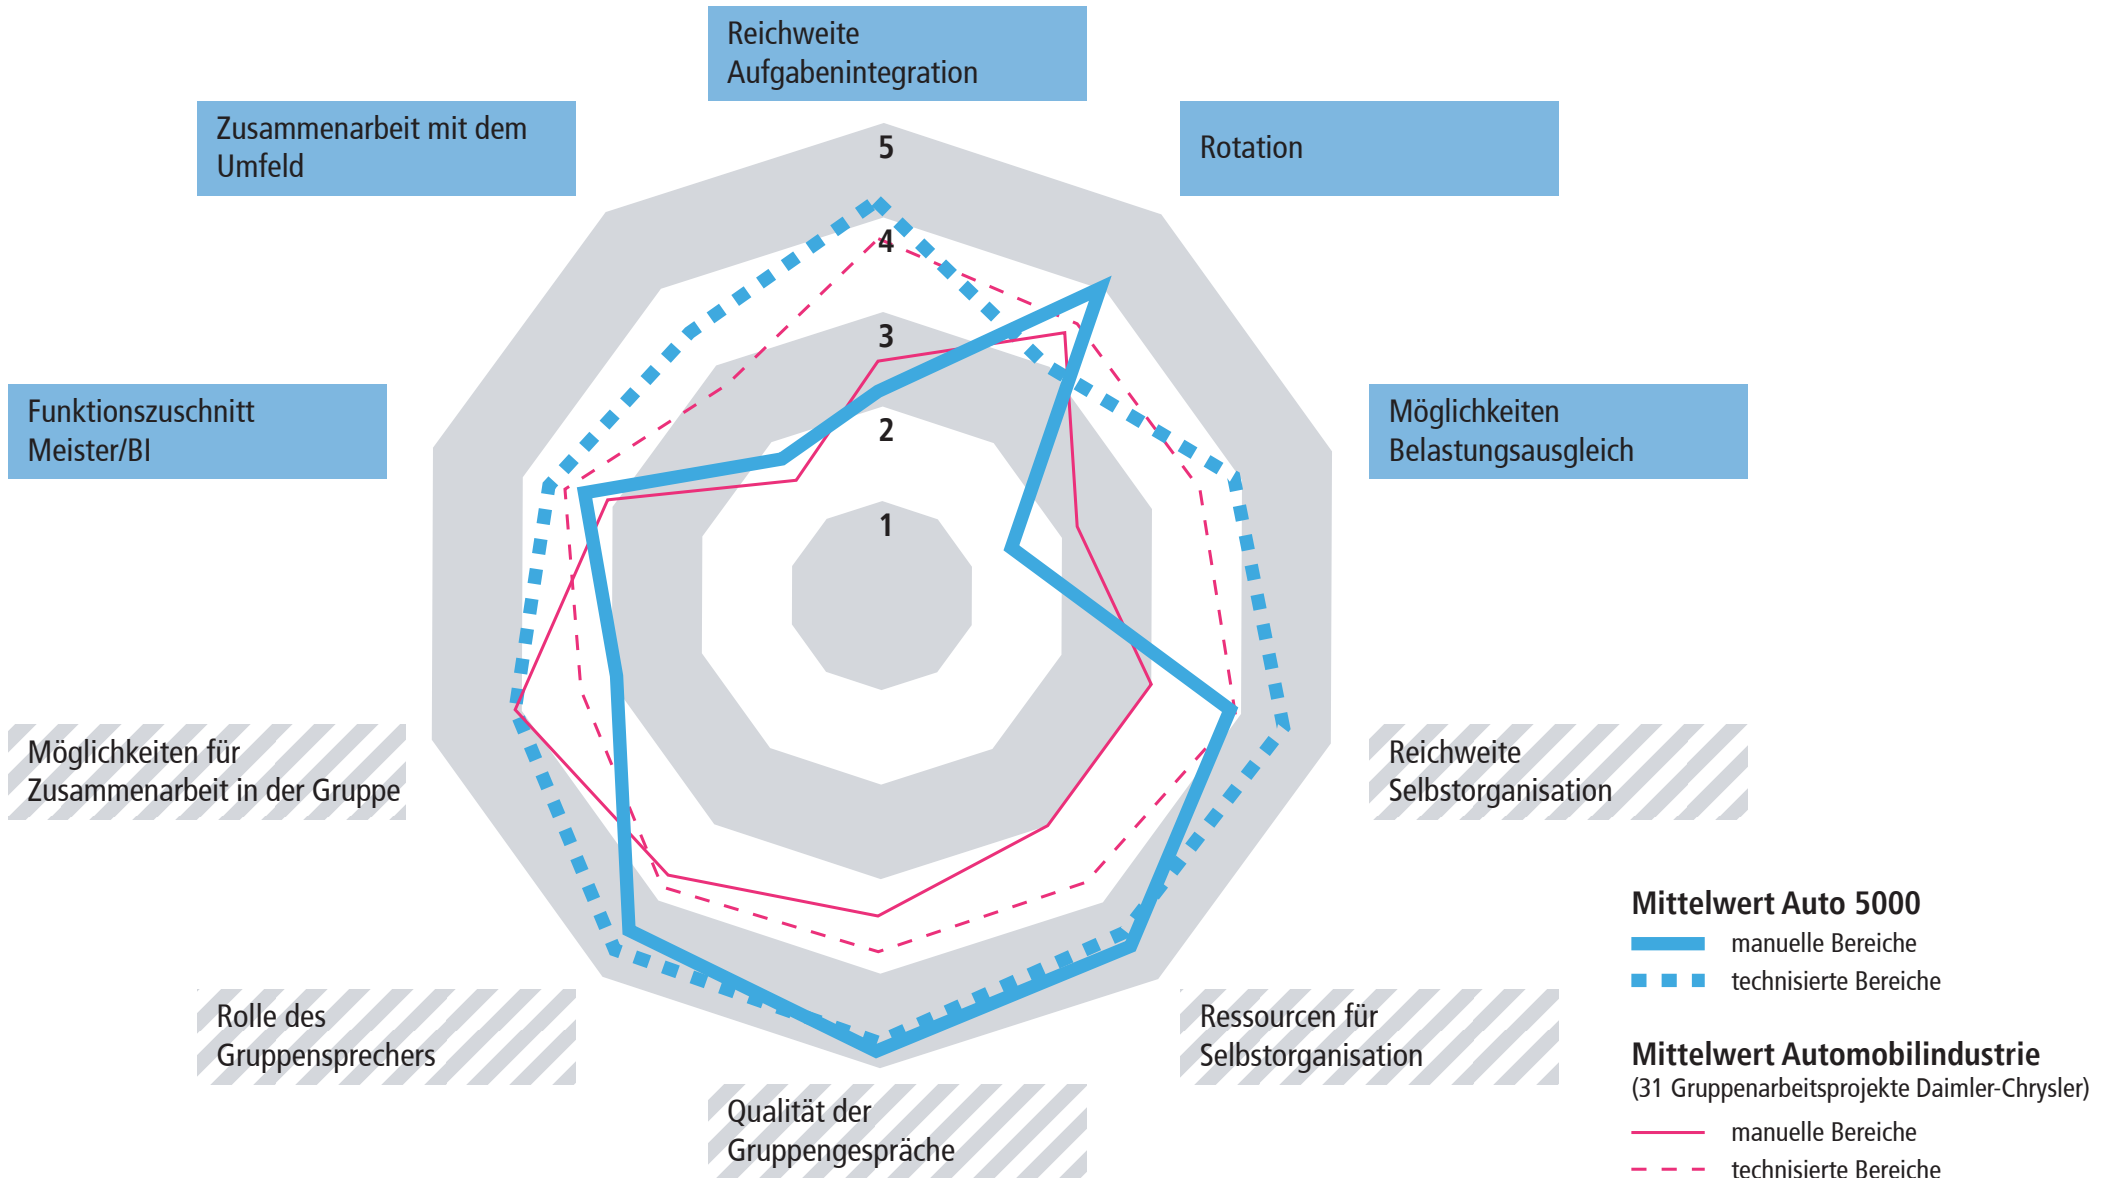 Reichweite
Aufgabenintegration
Zusammenarbeit mit dem
Umfeld
Rotation
Funktionszuschnitt
Meister/BI
Möglichkeiten
Belastungsausgleich
5
4
3
2
1
Möglichkeiten für
Zusammenarbeit in der Gruppe
Reichweite
Selbstorganisation
Rolle des
Gruppensprechers
Ressourcen für
Selbstorganisation
Qualität der
Gruppengespräche
Mittelwert Auto 5000
manuelle Bereiche
technisierte Bereiche
Mittelwert Automobilindustrie
(31 Gruppenarbeitsprojekte Daimler-Chrysler)
manuelle Bereiche
technisierte Bereiche